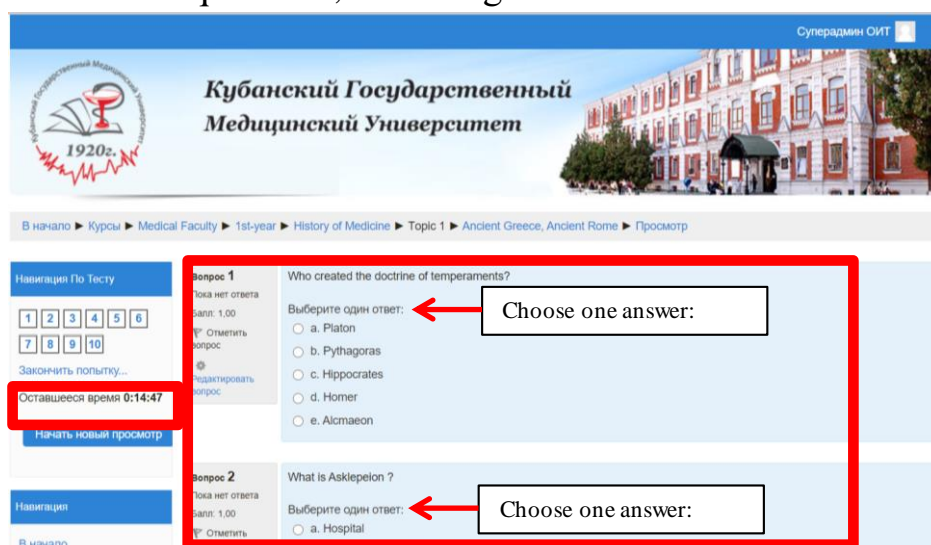 Суперадмин ОИТ
Кубанский Государственный
Медицинский Университет
Кубанский Государственный Медицинский Университет
1920г.
В начало ► Курсы ► Medical Faculty ► 1st-year ► History of Medicine ► Topic 1 ► Ancient Greece, Ancient Rome ► Просмотр
Навигация По Тесту
1 2 3 4 5 6
7 8 9 10
Закончить попытку...
Оставшееся время 0:14:47
Начать новый просмотр
Вопрос 1
Пока нет ответа
Балл: 1,00
Отметить
вопрос
Редактировать
вопрос
Who created the doctrine of temperaments?
Выберите один ответ:
Choose one answer:
a. Platon
b. Pythagoras
c. Hippocrates
d. Homer
e. Alcmaeon
Вопрос 2
Пока нет ответа
Балл: 1,00
Отметить
What is Asklepeion ?
Выберите один ответ:
Choose one answer:
a. Hospital
Навигация
В начало